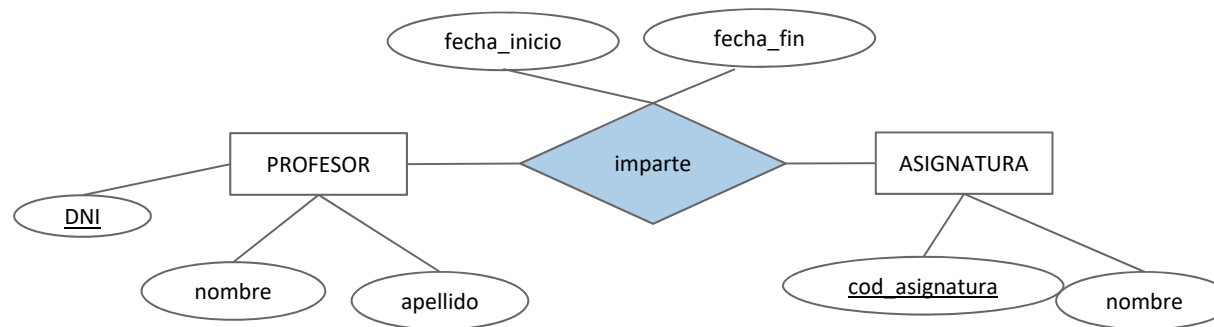 fecha_inicio
fecha_fin
PROFESOR
imparte
ASIGNATURA
DNI
nombre
apellido
cod_asignatura
nombre